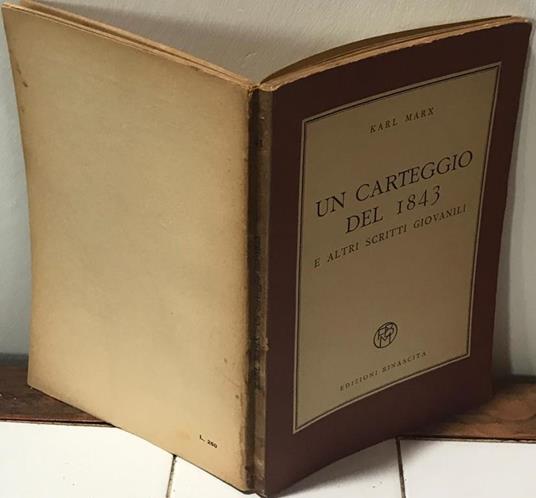 KARL MARX
UN CARTEGGIO
DEL 1843
E ALTRI SCRITTI GIOVANILI
EDIZIONI RINASCITA
L. 250